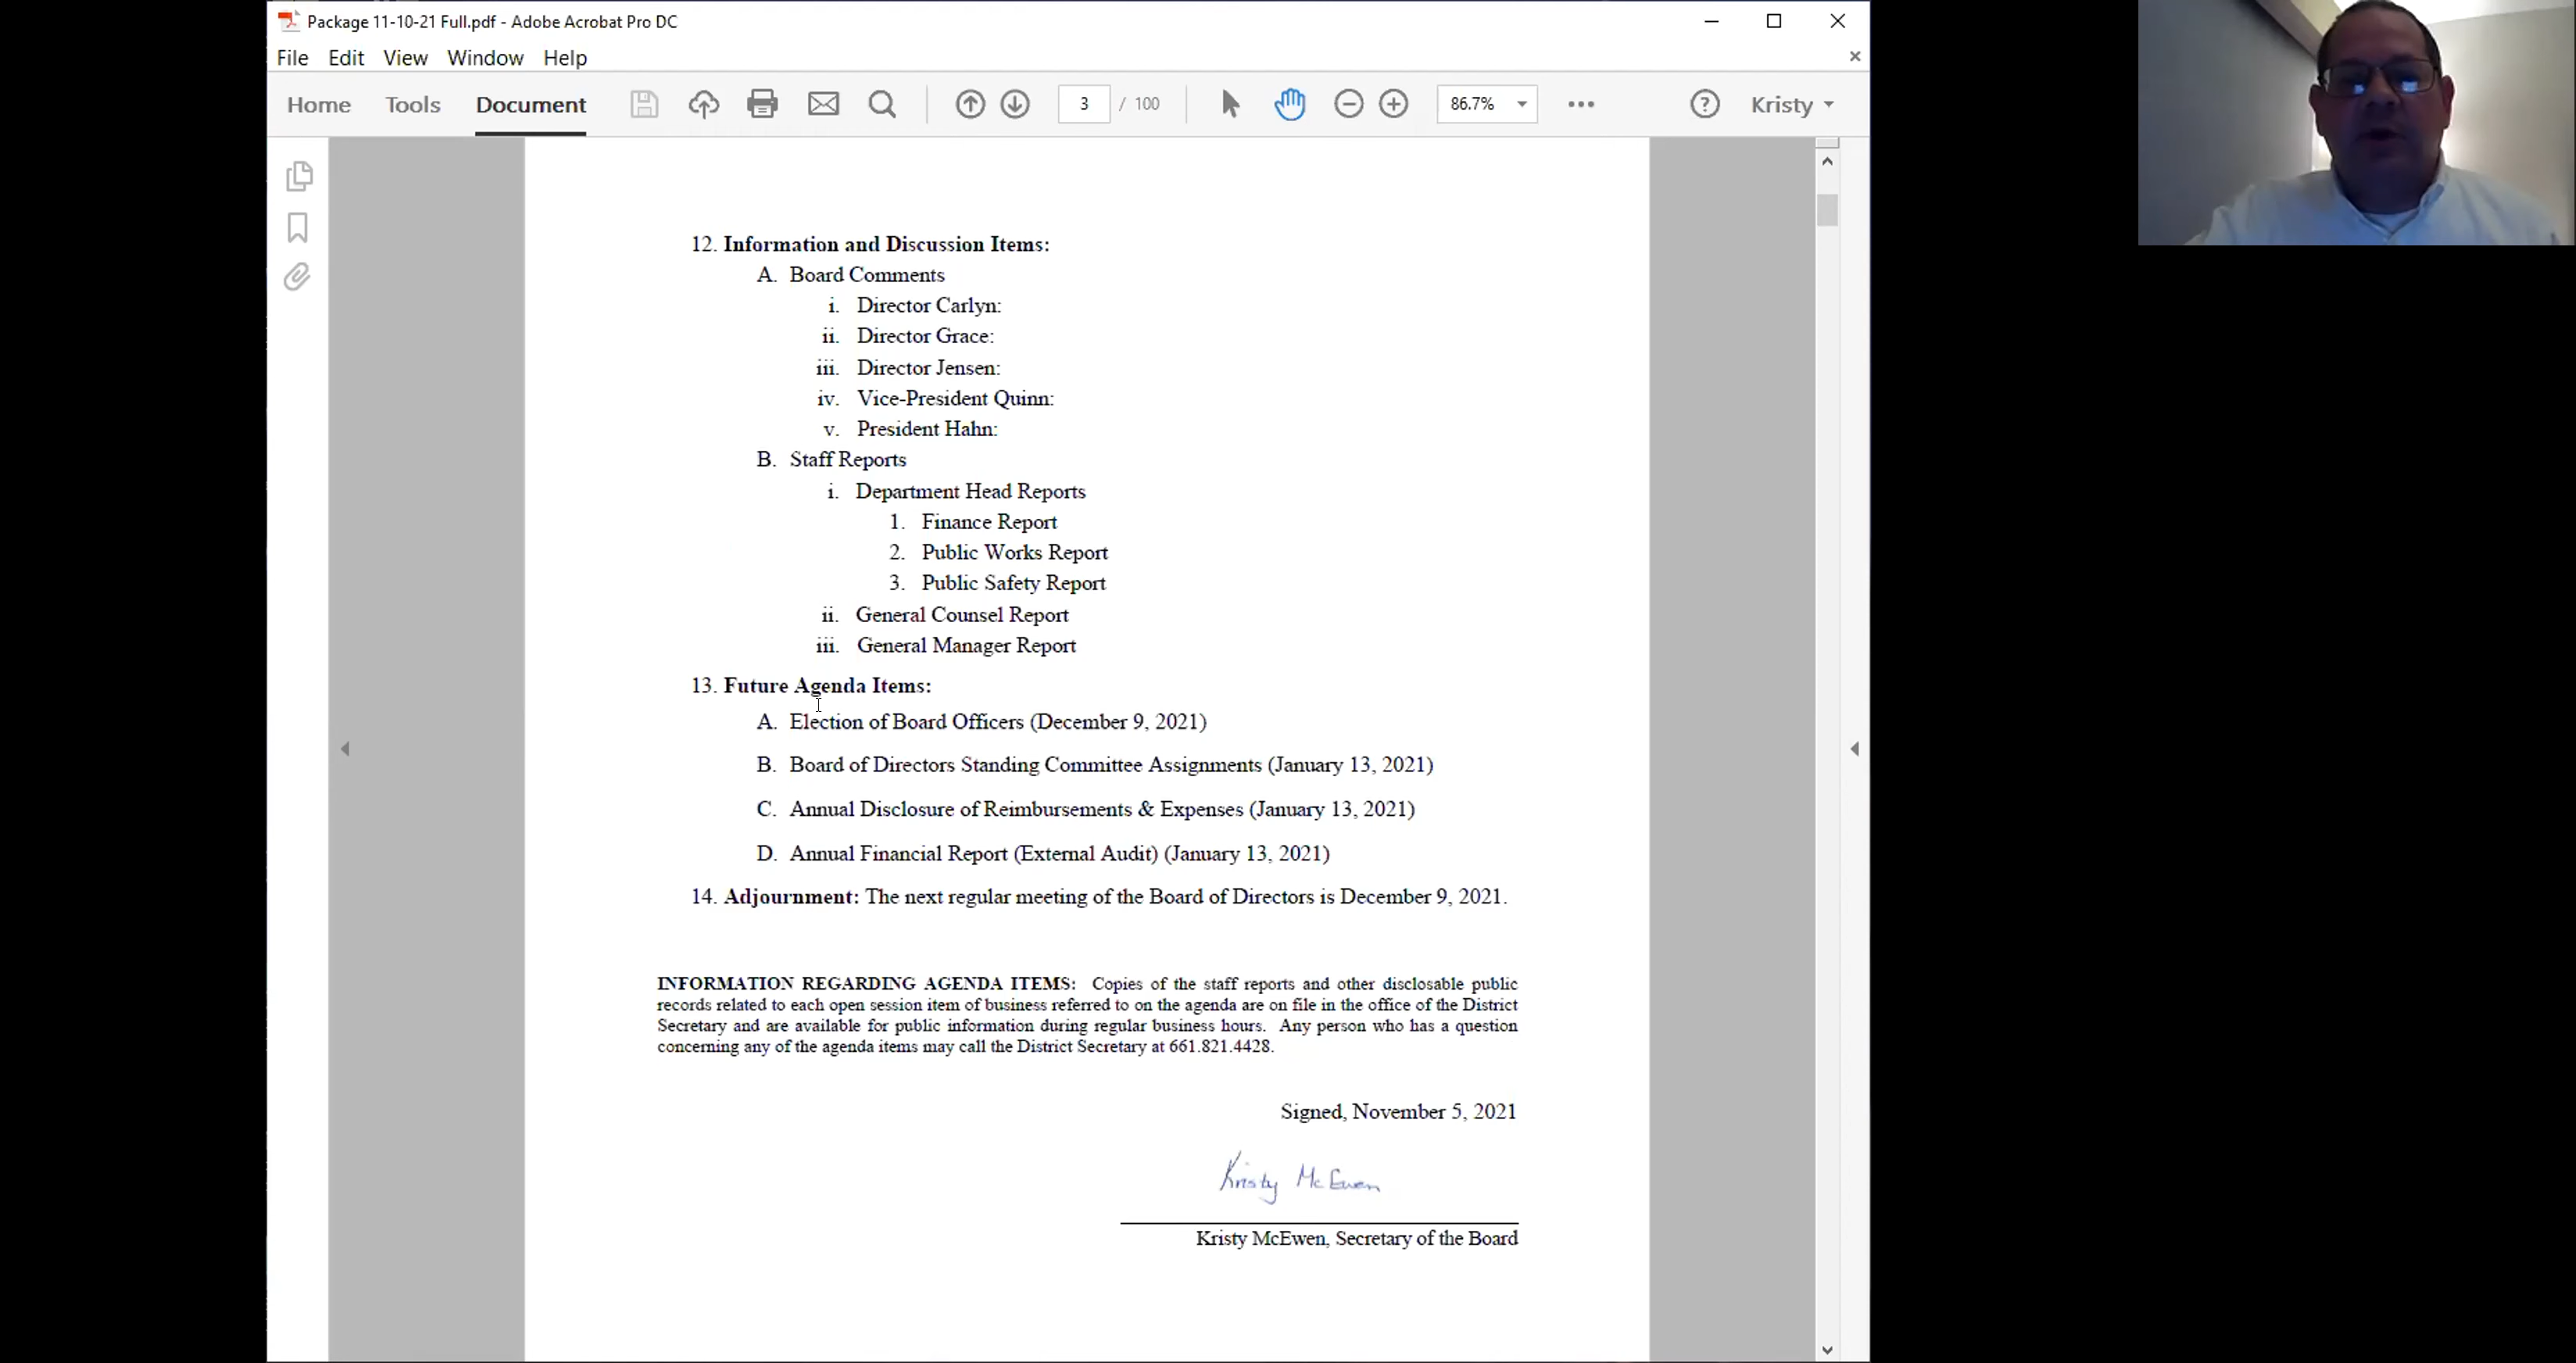 Package 11-10-21 Full.pdf - Adobe Acrobat Pro DC
File Edit View Window Help
Home Tools Document 3 / 100 86.7% Kristy
12. Information and Discussion Items:
A. Board Comments
i. Director Carlyn:
ii. Director Grace:
iii. Director Jensen:
iv. Vice-President Quinn:
v. President Hahn:
B. Staff Reports
i. Department Head Reports
1. Finance Report
2. Public Works Report
3. Public Safety Report
ii. General Counsel Report
iii. General Manager Report
13. Future Agenda Items:
A. Election of Board Officers (December 9, 2021)
B. Board of Directors Standing Committee Assignments (January 13, 2021)
C. Annual Disclosure of Reimbursements & Expenses (January 13, 2021)
D. Annual Financial Report (External Audit) (January 13, 2021)
14. Adjournment: The next regular meeting of the Board of Directors is December 9, 2021.
INFORMATION REGARDING AGENDA ITEMS: Copies of the staff reports and other disclosable public
records related to each open session item of business referred to on the agenda are on file in the office of the District
Secretary and are available for public information during regular business hours. Any person who has a question
concerning any of the agenda items may call the District Secretary at 661.821.4428.
Signed, November 5, 2021
Kristy McEwen
Kristy McEwen, Secretary of the Board